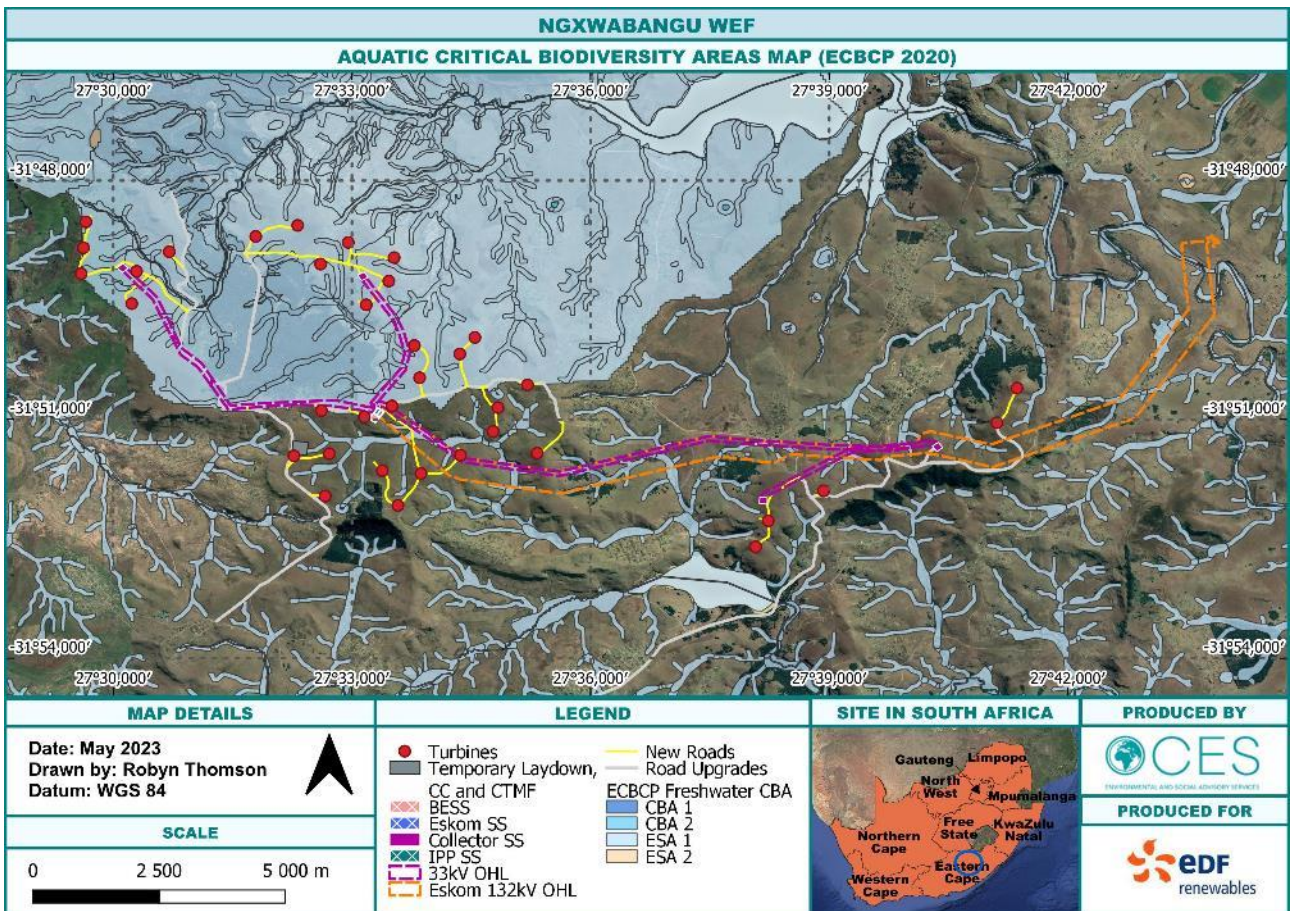 NGXWABANGU WEF
AQUATIC CRITICAL BIODIVERSITY AREAS MAP (ECBCP 2020)
27°30,000' 27°33,000' 27°36,000' 27°39,000' 27°42,000'
-31°48,000' -31°48,000'
-31°51,000' -31°51,000'
-31°54,000' -31°54,000'
27°30,000' 27°33,000' 27°36,000' 27°39,000' 27°42,000'
MAP DETAILS
Date: May 2023
Drawn by: Robyn Thomson
Datum: WGS 84
SCALE
0 2 500 5 000 m
LEGEND
Turbines
Temporary Laydown,
CC and CTMF
BESS
Eskom SS
Collector SS
IPP SS
33kV OHL
Eskom 132kV OHL
New Roads
Road Upgrades
ECBCP Freshwater CBA
CBA 1
CBA 2
ESA 1
ESA 2
SITE IN SOUTH AFRICA
Gauteng
Limpopo
North
West
Mpumalanga
Free
State
KwaZulu
Natal
Northern
Cape
Eastern
Cape
Western
Cape
PRODUCED BY
CES
ENVIRONMENTAL AND SOCIAL ADVISORY SERVICES
PRODUCED FOR
eDF
renewables